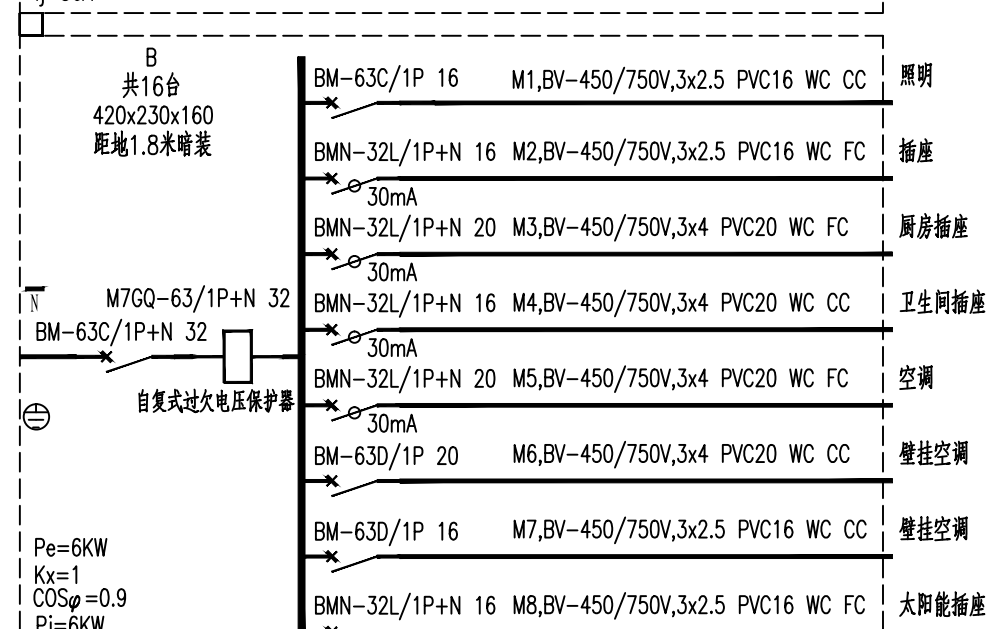 B
共16台
420x230x160
距地1.8米暗装
BM-63C/1P 16 M1,BV-450/750V,3x2.5 PVC16 WC CC 照明
BMN-32L/1P+N 16 M2,BV-450/750V,3x2.5 PVC16 WC FC 插座
30mA
BMN-32L/1P+N 20 M3,BV-450/750V,3x4 PVC20 WC FC 厨房插座
30mA
N M7GQ-63/1P+N 32
BMN-32L/1P+N 16 M4,BV-450/750V,3x4 PVC20 WC CC 卫生间插座
BM-63C/1P+N 32
30mA
BMN-32L/1P+N 20 M5,BV-450/750V,3x4 PVC20 WC FC 空调
自复式过欠电压保护器
30mA
BM-63D/1P 20 M6,BV-450/750V,3x4 PVC20 WC CC 壁挂空调
BM-63D/1P 16 M7,BV-450/750V,3x2.5 PVC16 WC CC 壁挂空调
Pe=6KW
Kx=1
COSφ=0.9
BMN-32L/1P+N 16 M8,BV-450/750V,3x2.5 PVC16 WC FC 太阳能插座
Pj=6KW